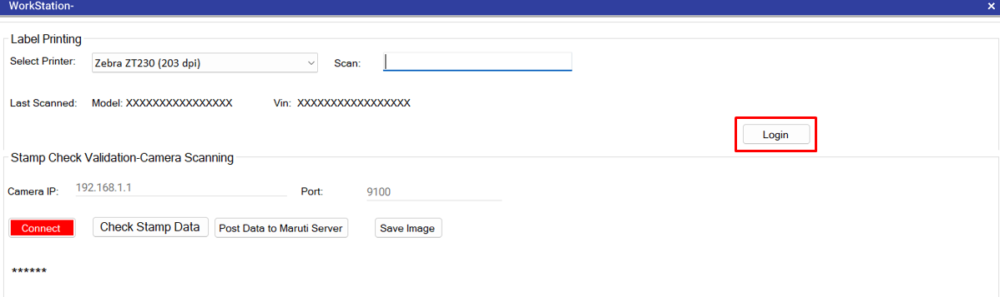 WorkStation-
Label Printing
Select Printer: Zebra ZT230 (203 dpi) Scan:
Last Scanned: Model: XXXXXXXXXXXXXXXX Vin: XXXXXXXXXXXXXXXXX
Login
Stamp Check Validation-Camera Scanning
Camera IP: 192.168.1.1 Port: 9100
Connect Check Stamp Data Post Data to Maruti Server Save Image
******